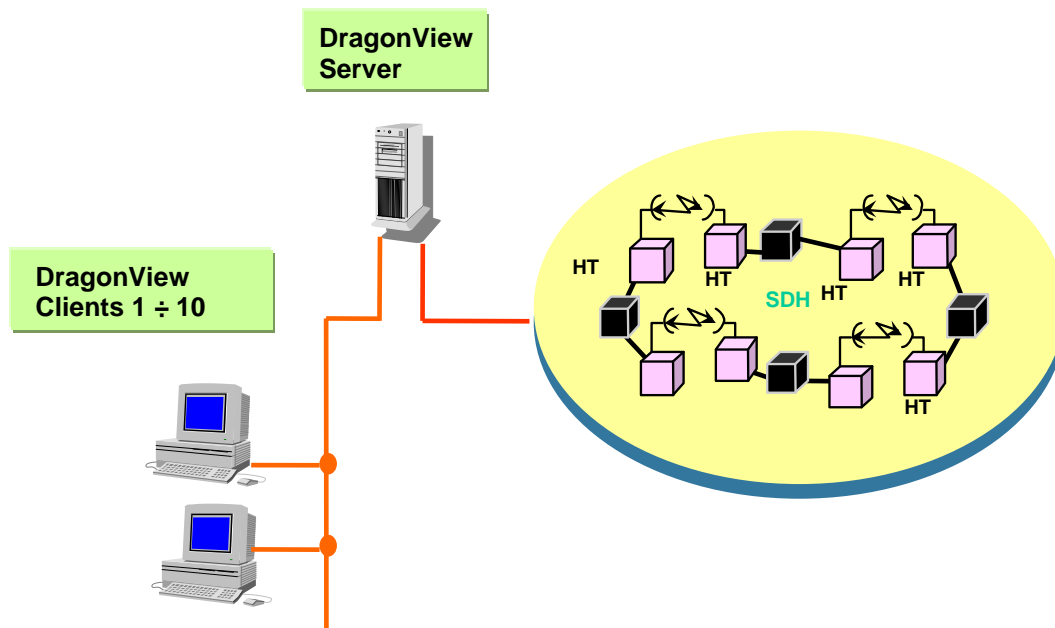 DragonView
Server
DragonView
Clients 1 ÷ 10
HT
HT
HT
HT
SDH
HT